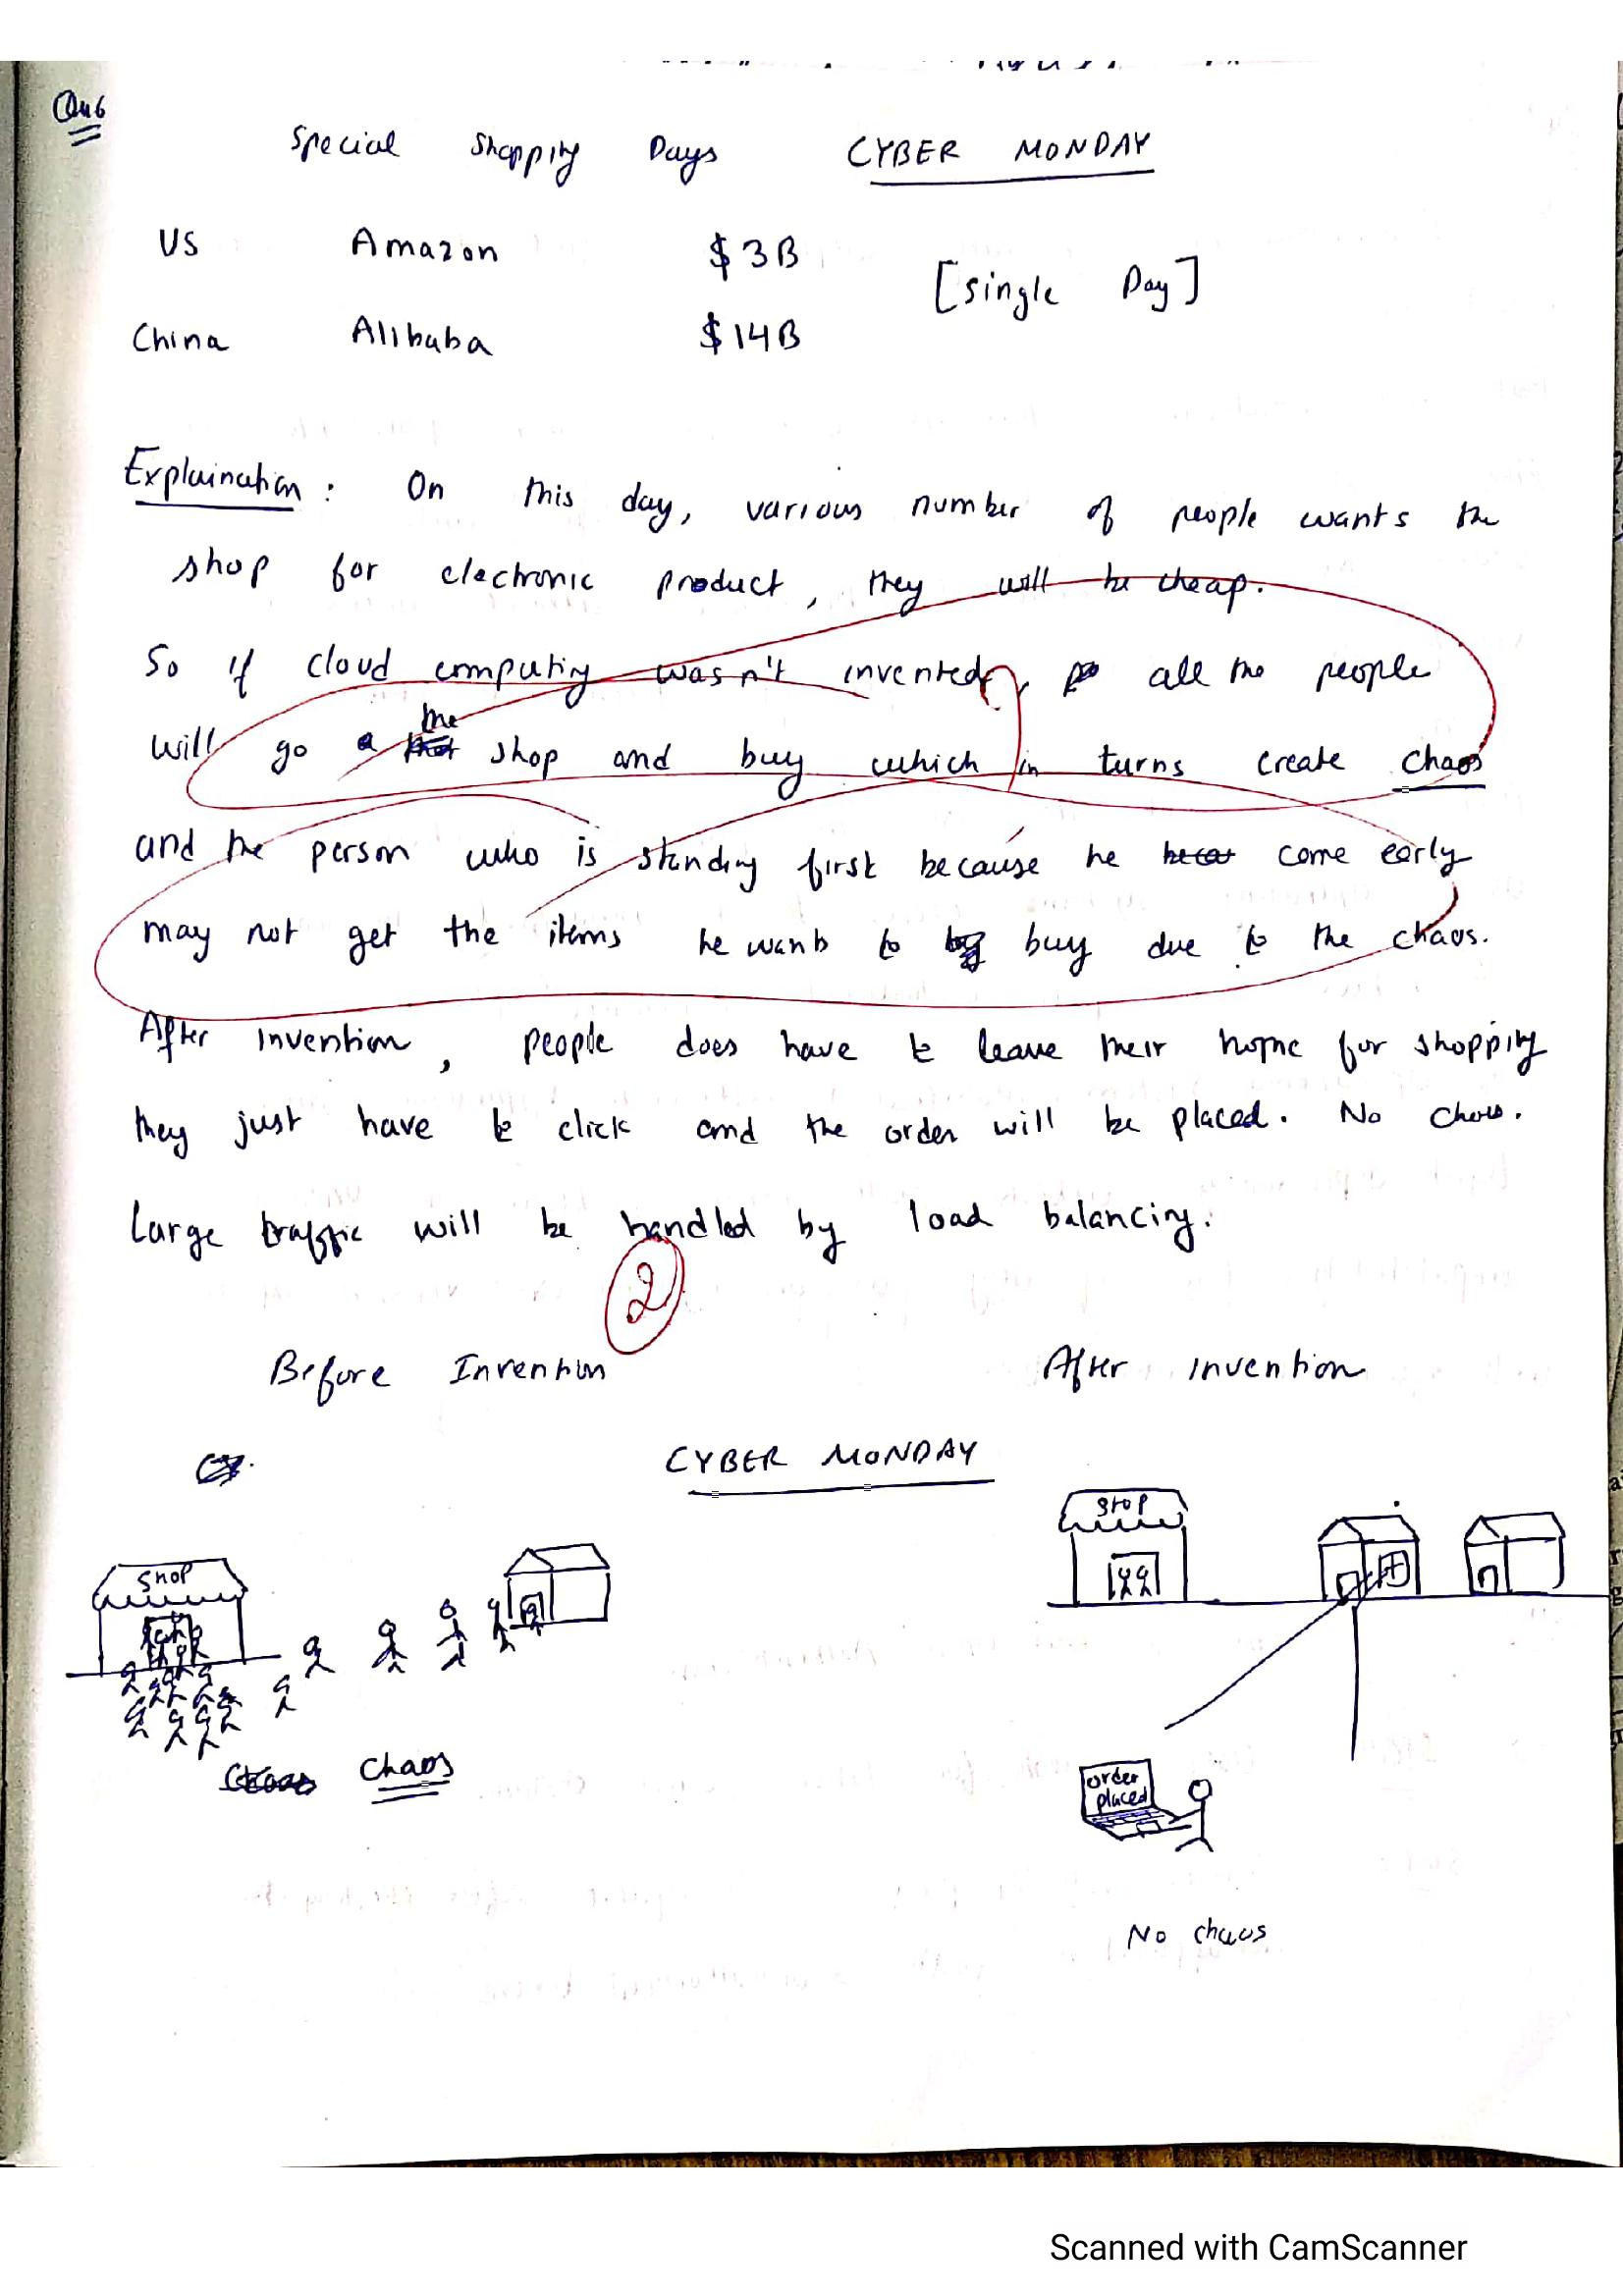 Qu6
Special Shopping Days CYBER MONDAY
US Amazon $3B
[Single Day]
China Alibaba $14B
Explaination : On this day, various number of people wants the
shop for electronic product, they will be cheap.
So if cloud computing wasn't invented, all the people
will go the shop and buy which in turns create chaos
and the person who is standing first because he come early
may not get the items he wants to buy due to the chaos.
After invention, people does have to leave their home for shopping
they just have to click and the order will be placed. No chaos.
Large traffic will be handled by load balancing.
2
Before Invention After invention
CYBER MONDAY
Shop
Stop
Chaos
order
placed
No chaos
Scanned with CamScanner